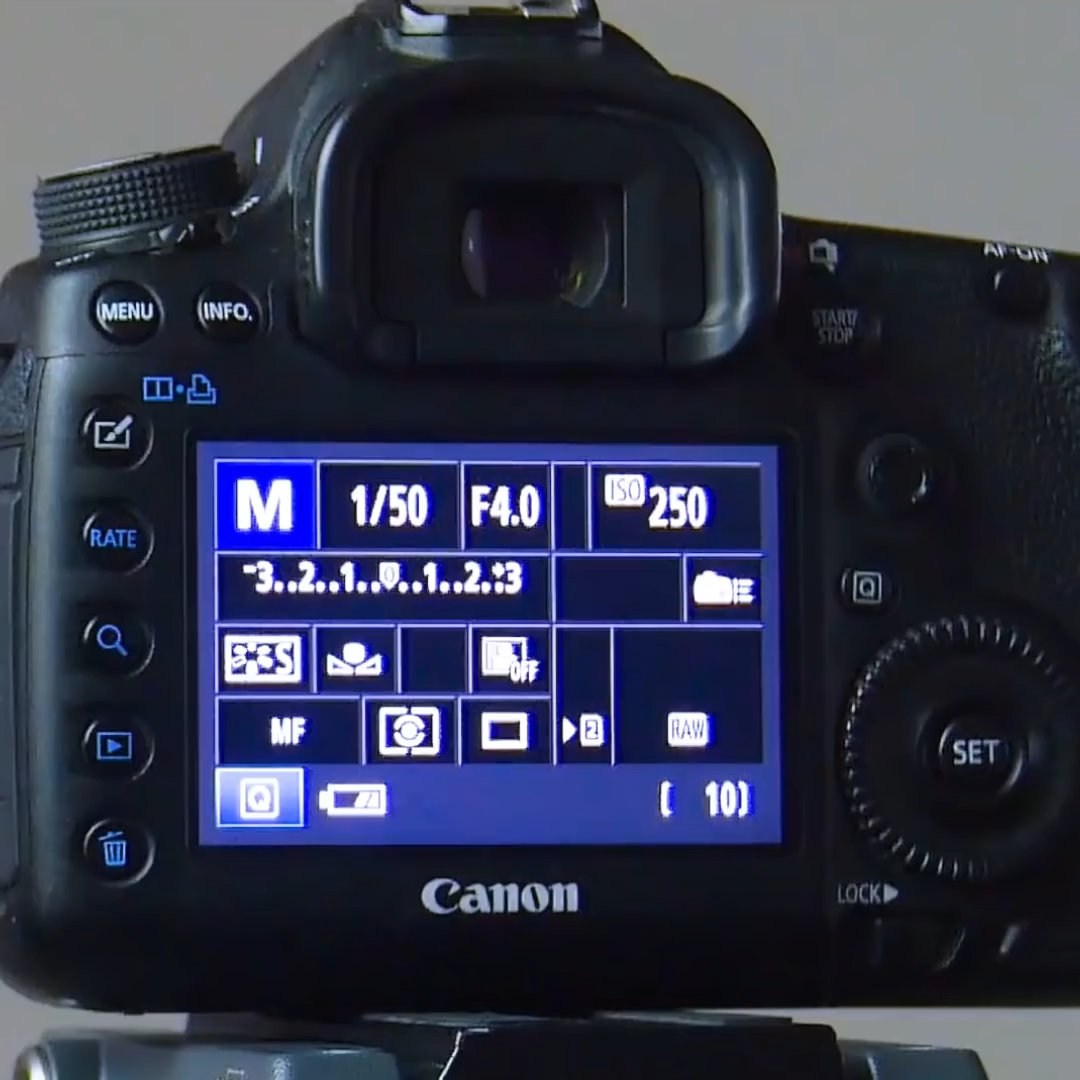 AF-ON
MENU INFO.
START/
STOP
M 1/50 F4.0 ISO 250
-3..2..1..0..1..2..+3
RATE
Q
S OFF
MF 2 RAW
SET
Q [ 10]
Canon
LOCK▶